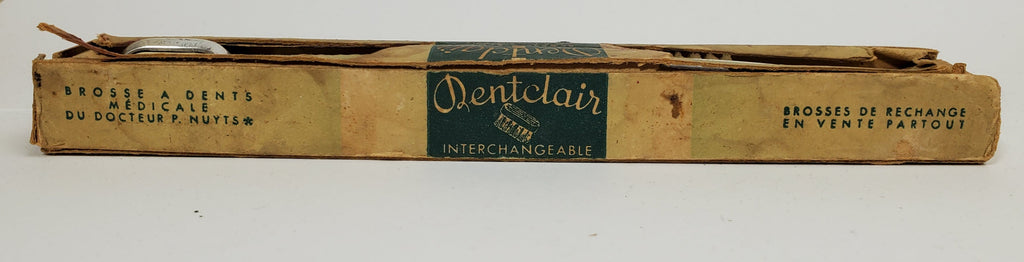 BROSSE A DENTS
MÉDICALE
DU DOCTEUR P. NUYTS*
Dentclair
INTERCHANGEABLE
BROSSES DE RECHANGE
EN VENTE PARTOUT